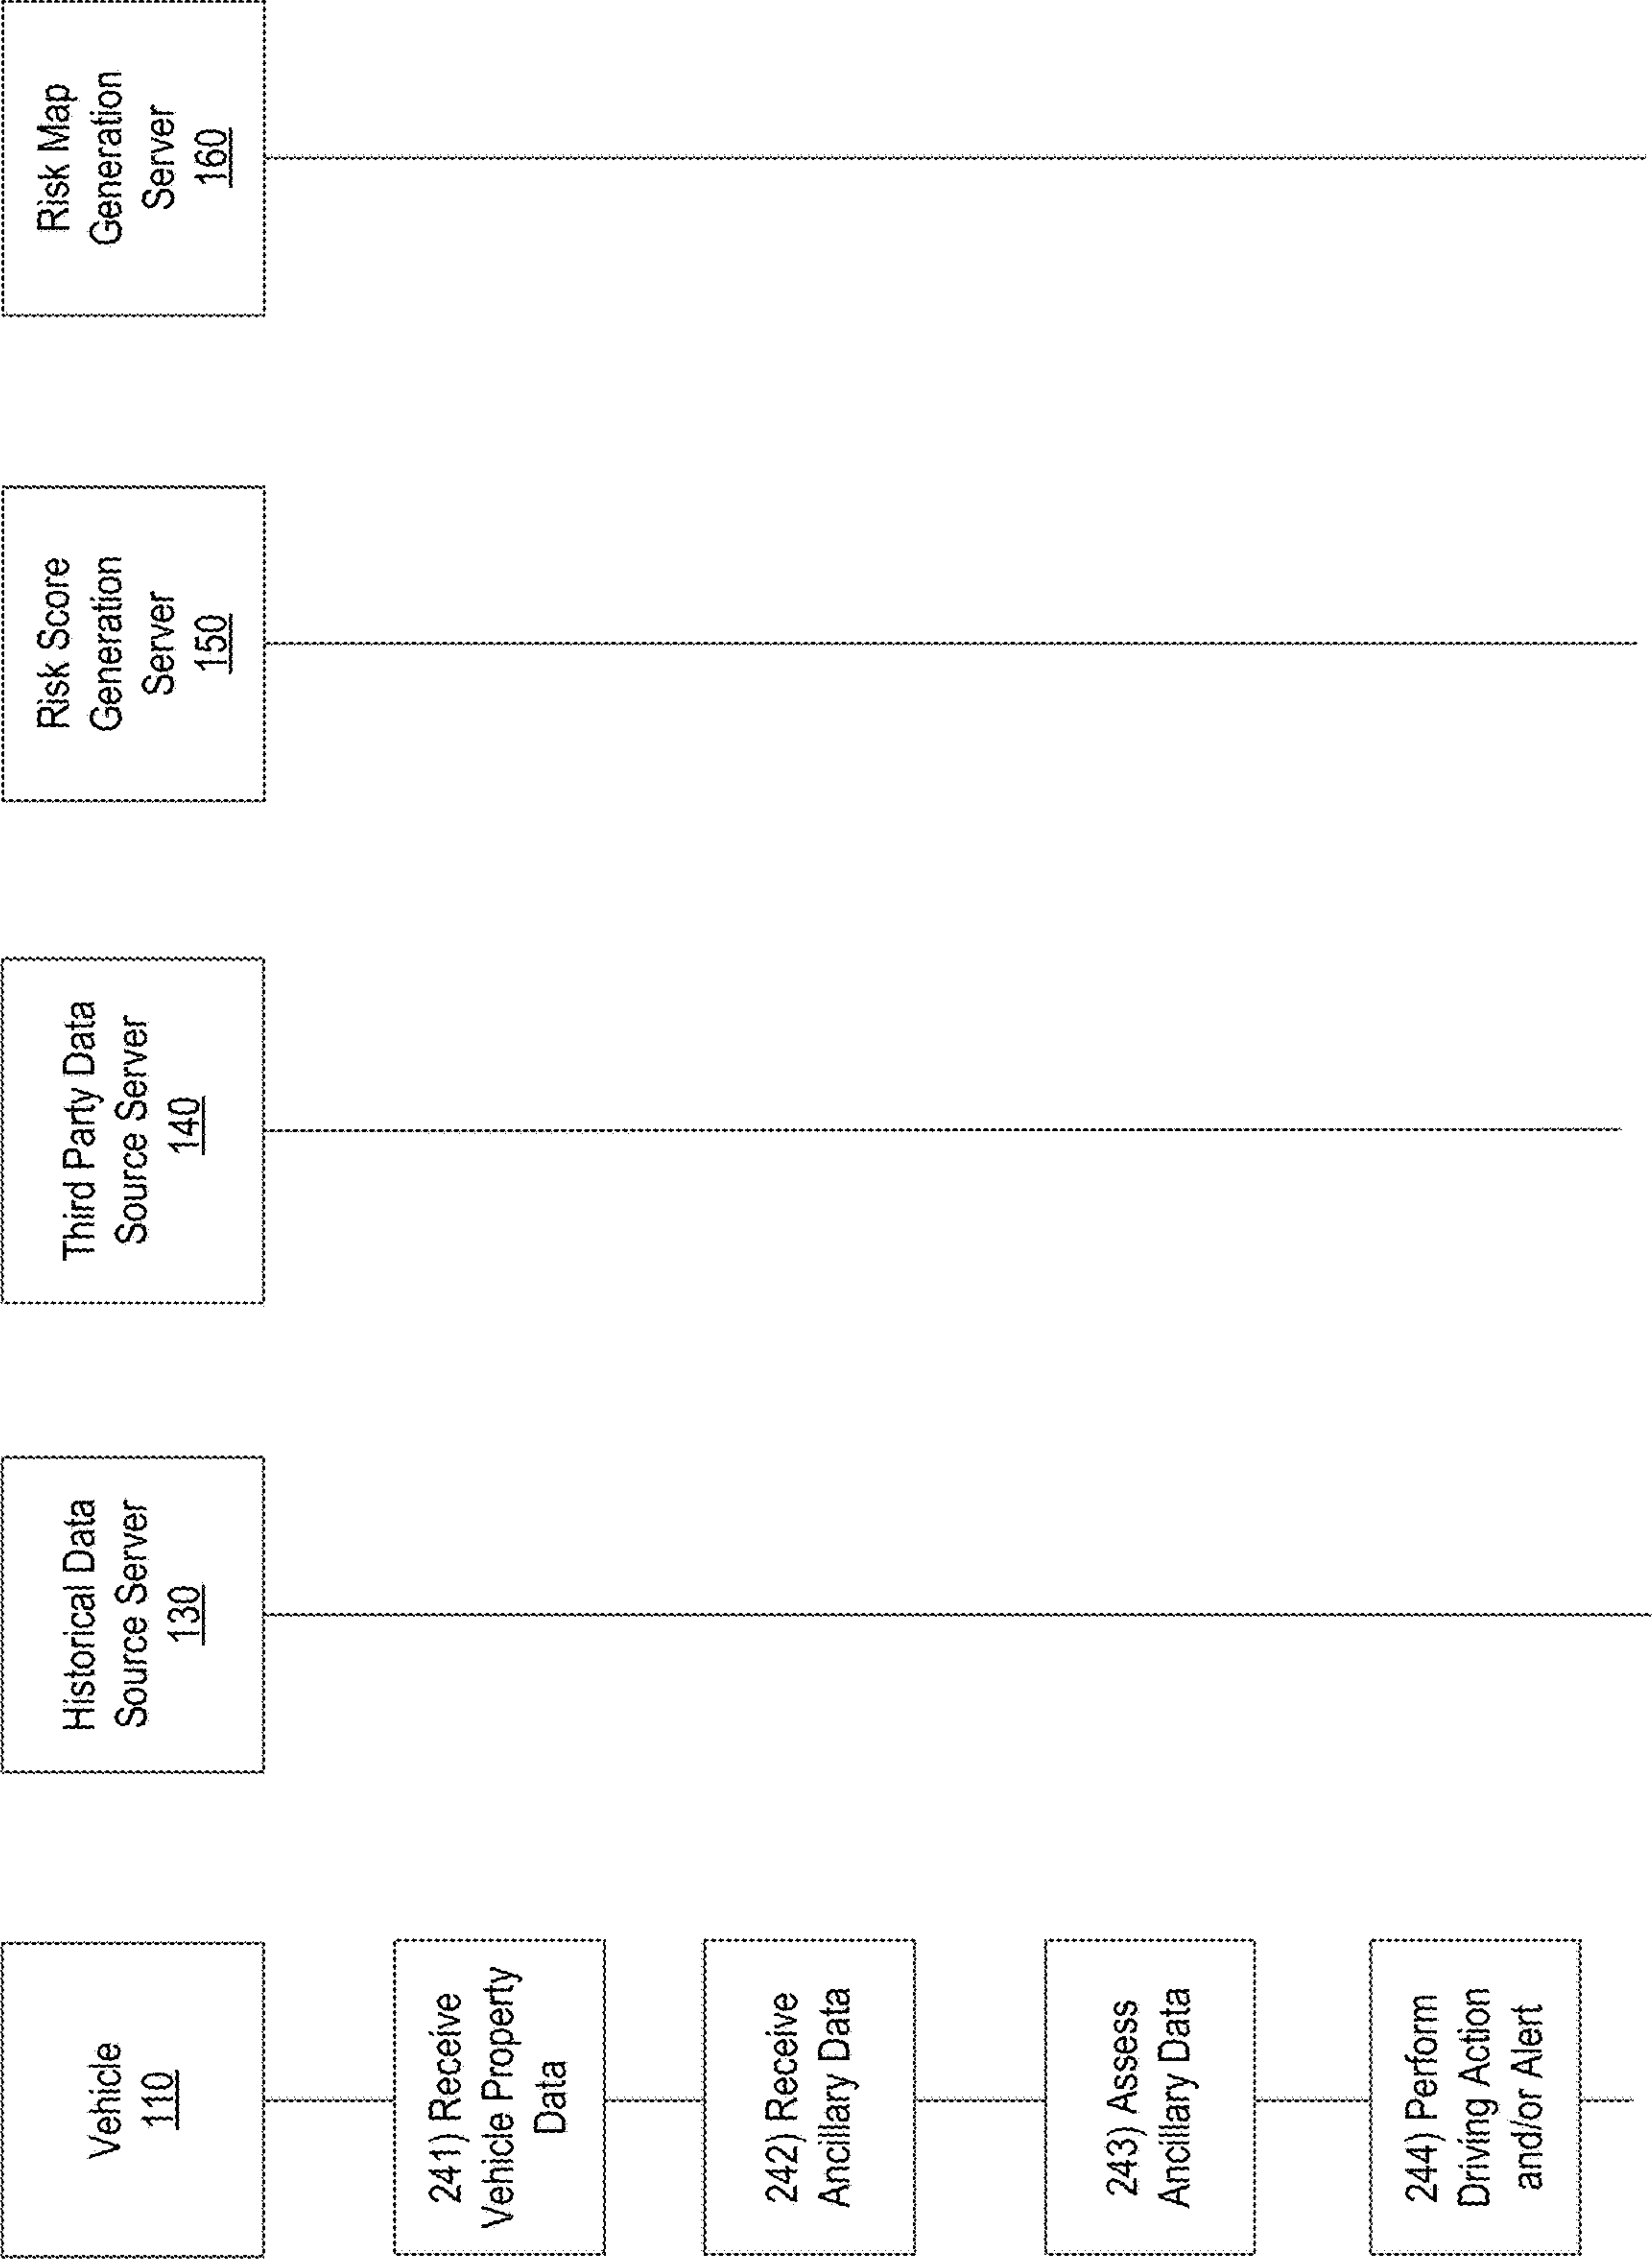 Vehicle
110
Historical Data
Source Server
130
Third Party Data
Source Server
140
Risk Score
Generation
Server
150
Risk Map
Generation
Server
160
241) Receive
Vehicle Property
Data
242) Receive
Ancillary Data
243) Assess
Ancillary Data
244) Perform
Driving Action
and/or Alert